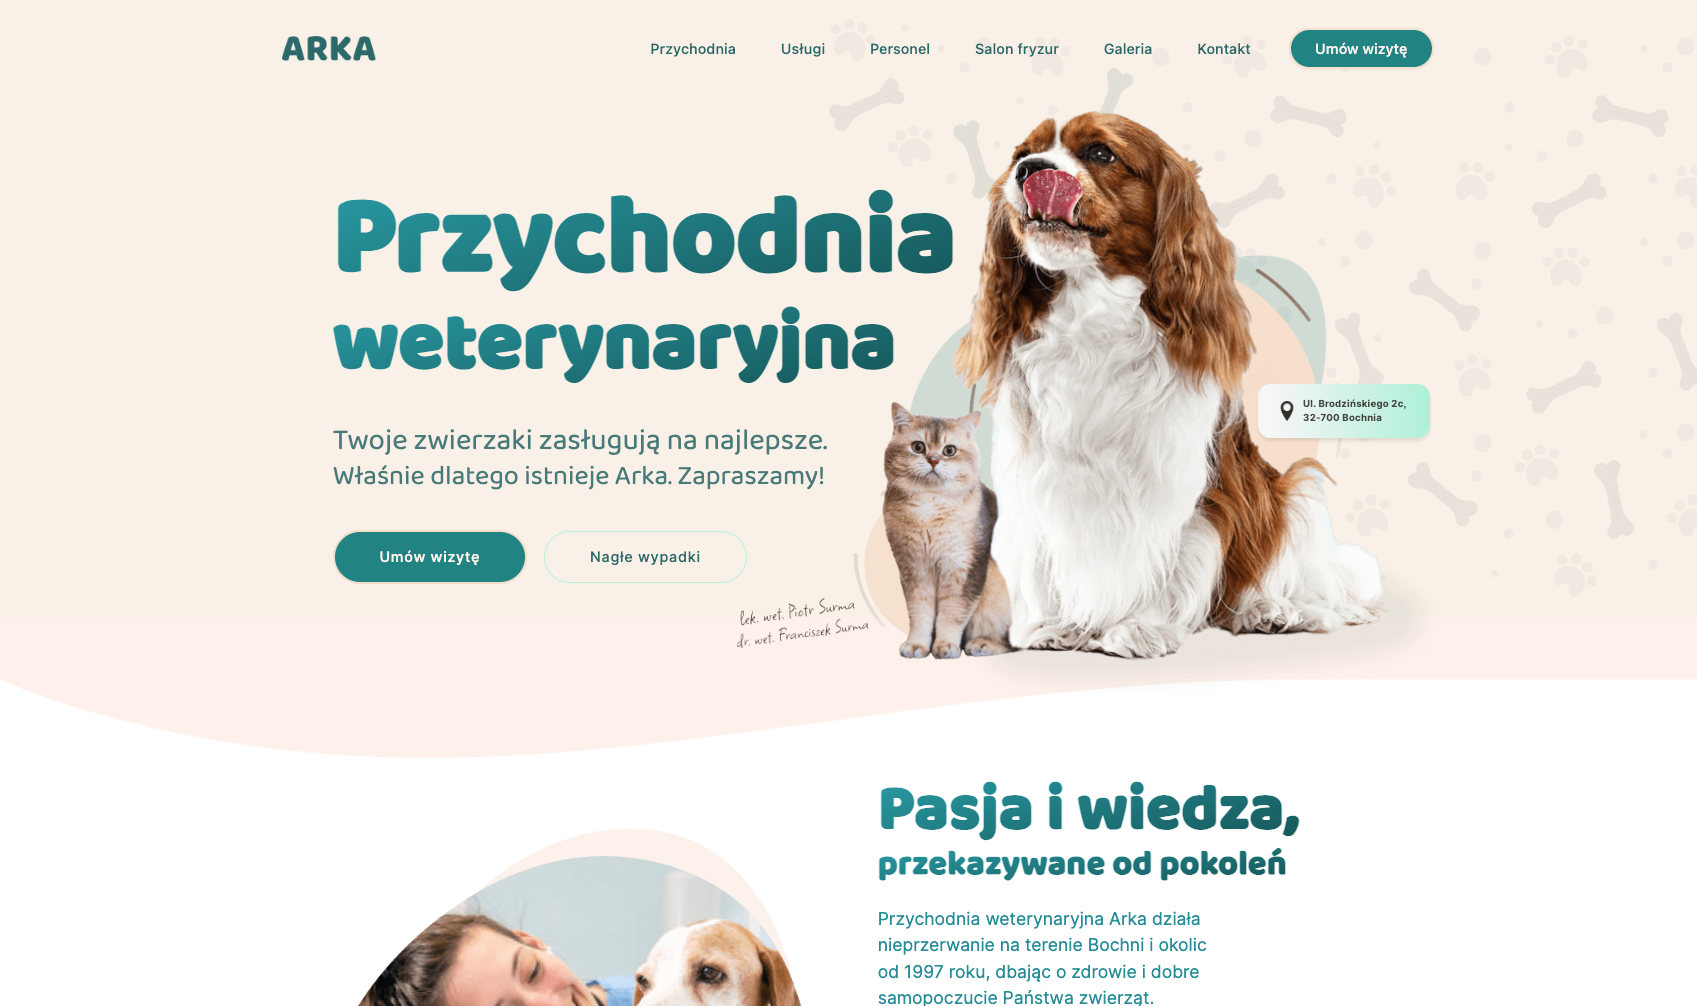 ARKA
Przychodnia
Usługi
Personel
Salon fryzur
Galeria
Kontakt
Umów wizytę
Przychodnia
weterynaryjna
Twoje zwierzaki zasługują na najlepsze.
Właśnie dlatego istnieje Arka. Zapraszamy!
Umów wizytę
Nagłe wypadki
Ul. Brodzińskiego 2c,
32-700 Bochnia
lek. wet. Piotr Surma
dr. wet. Franciszek Surma
Pasja i wiedza,
przekazywane od pokoleń
Przychodnia weterynaryjna Arka działa
nieprzerwanie na terenie Bochni i okolic
od 1997 roku, dbając o zdrowie i dobre
samopoczucie Państwa zwierząt.